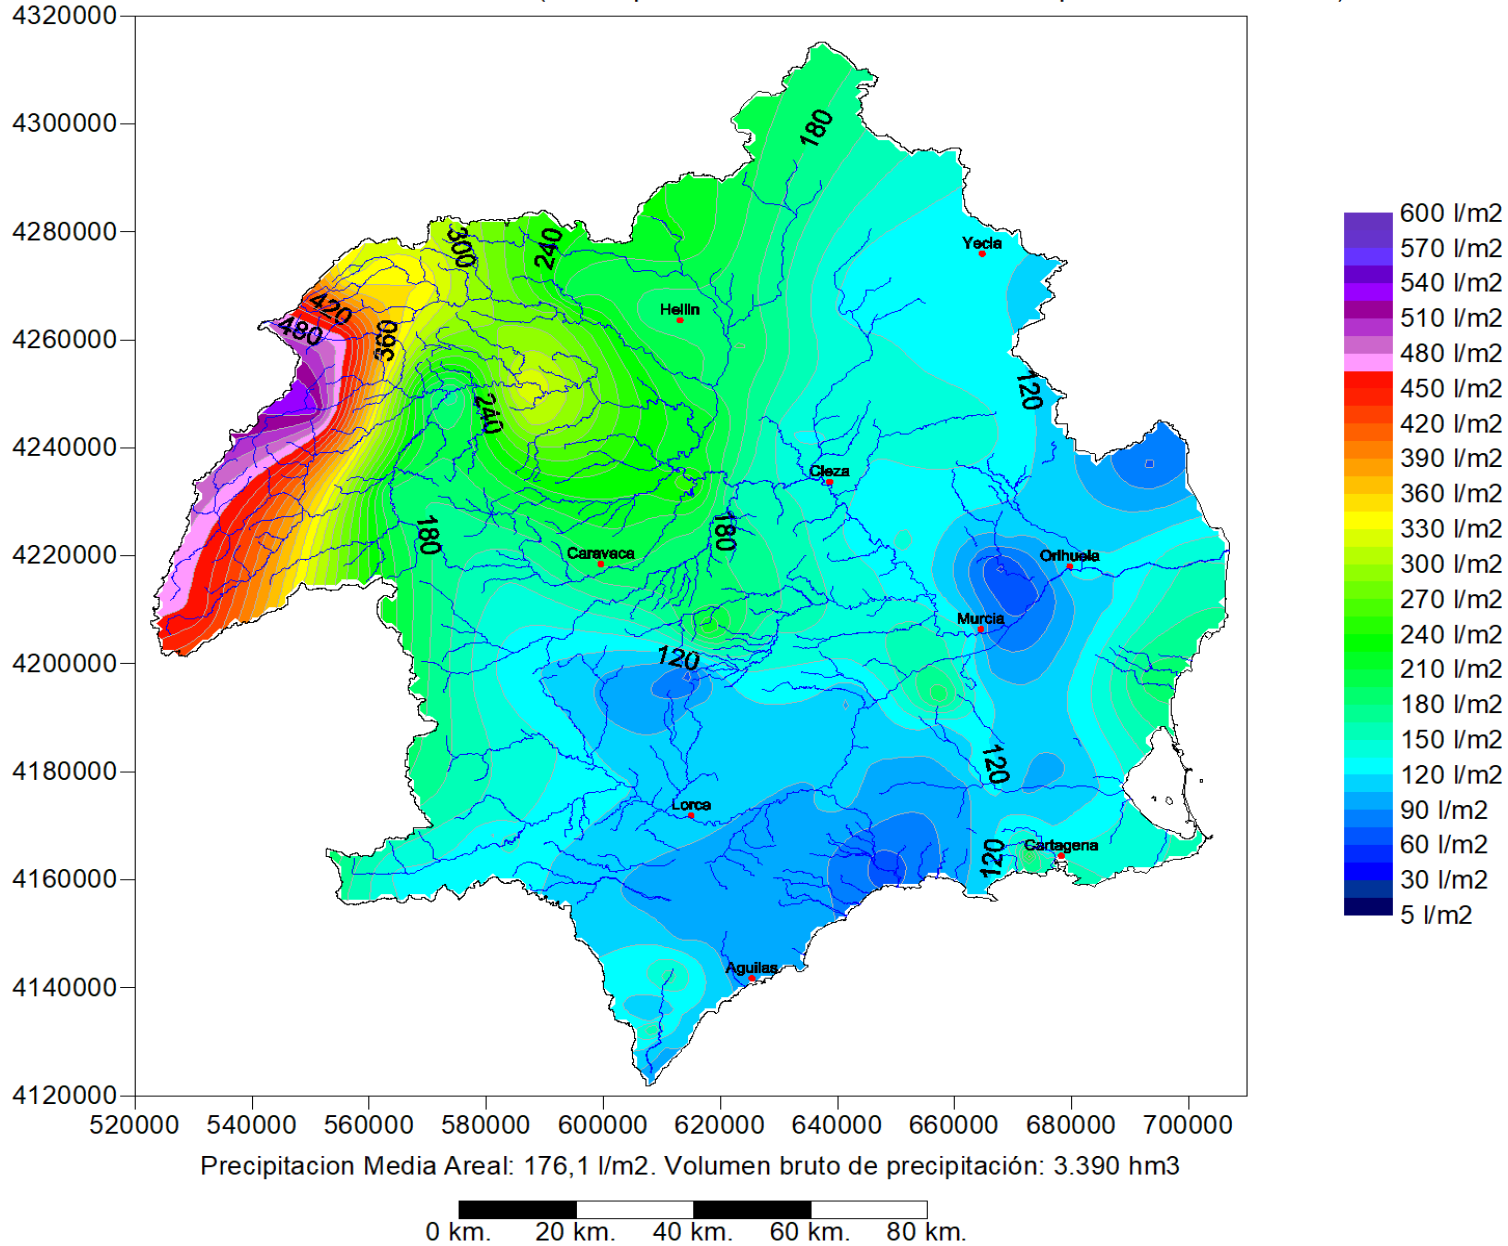 4320000
4300000
4280000
4260000
4240000
4220000
4200000
4180000
4160000
4140000
4120000
520000 540000 560000 580000 600000 620000 640000 660000 680000 700000
180
300
240
Yecla
420
480
360
Hellin
120
240
Cieza
180
180
Caravaca
Orihuela
Murcia
120
120
Lorca
120
Cartagena
Aguilas
600 l/m2
570 l/m2
540 l/m2
510 l/m2
480 l/m2
450 l/m2
420 l/m2
390 l/m2
360 l/m2
330 l/m2
300 l/m2
270 l/m2
240 l/m2
210 l/m2
180 l/m2
150 l/m2
120 l/m2
90 l/m2
60 l/m2
30 l/m2
5 l/m2
Precipitacion Media Areal: 176,1 l/m2. Volumen bruto de precipitación: 3.390 hm3
0 km. 20 km. 40 km. 60 km. 80 km.